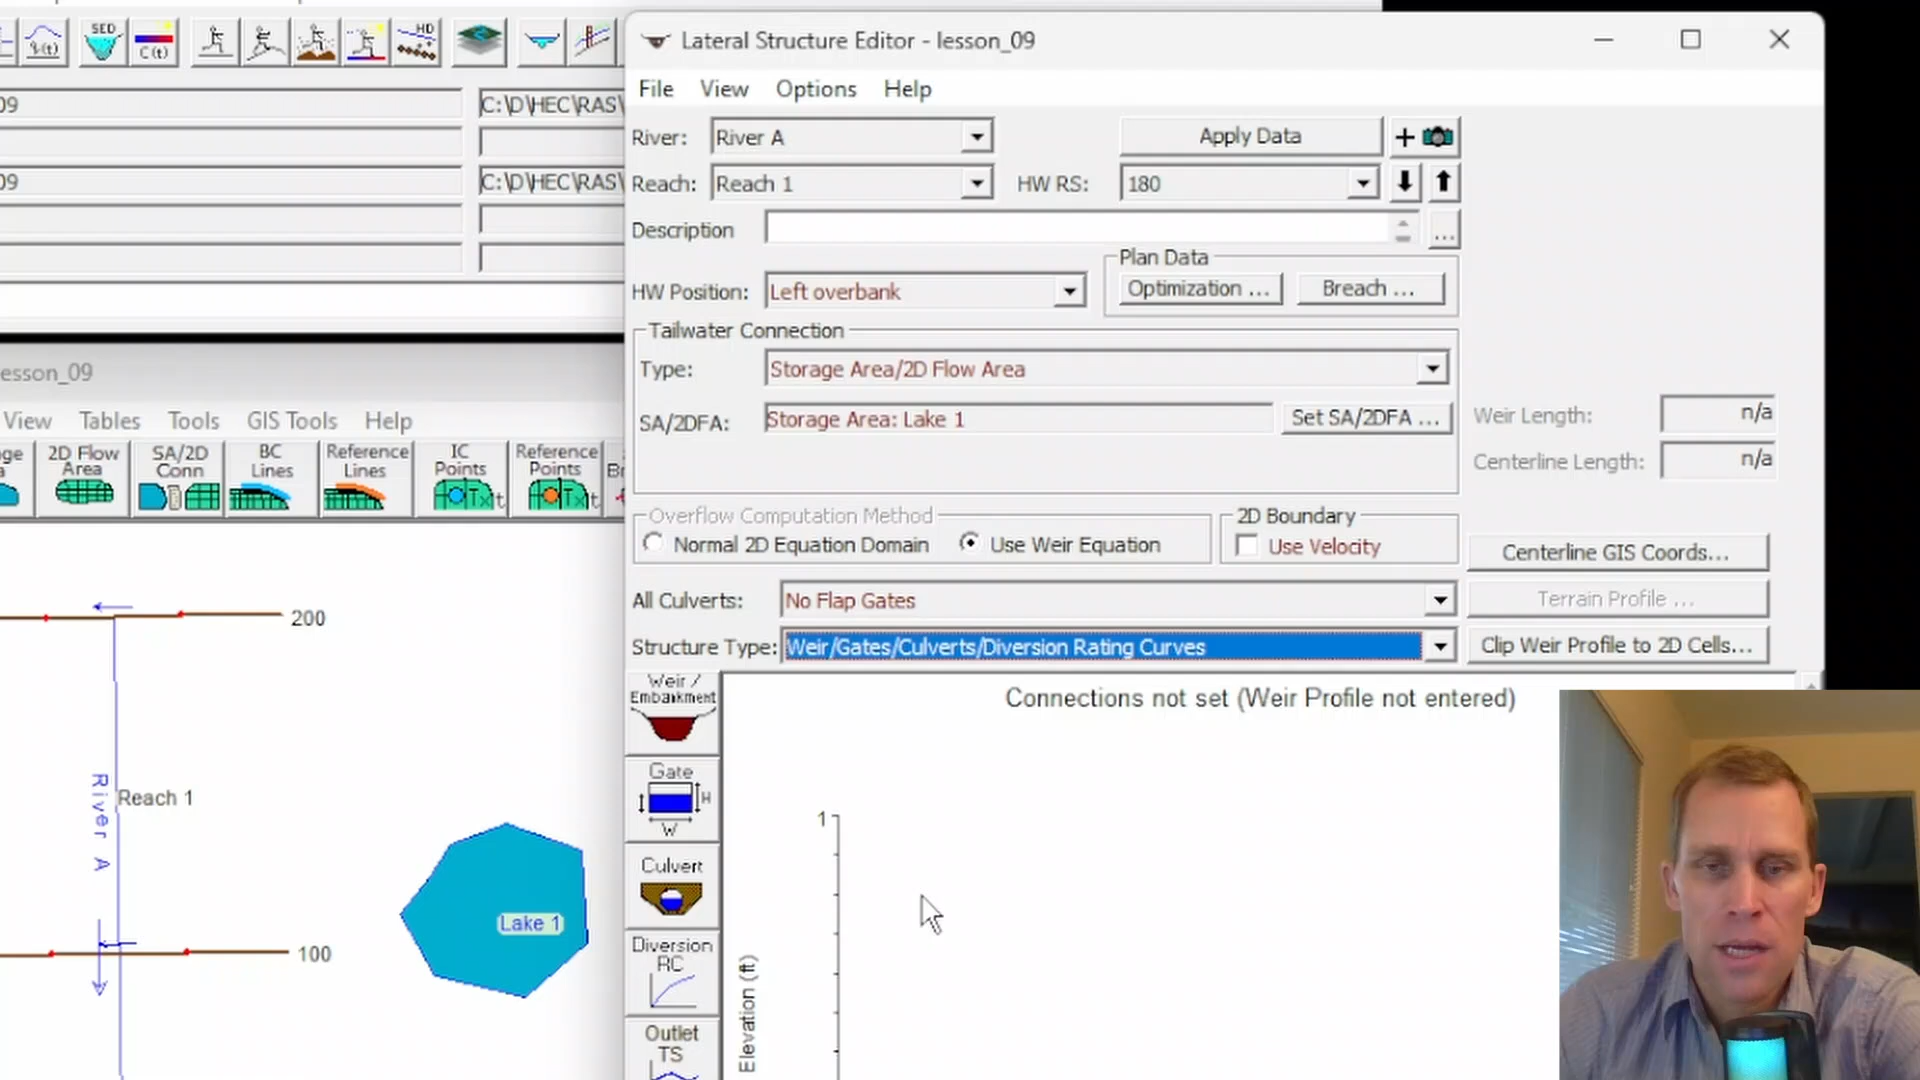 SED
HD
q(t)
C(t)
Lateral Structure Editor - lesson_09
File View Options Help
09
C:\D\HEC\RAS\
09
C:\D\HEC\RAS\
River: River A
Apply Data
+
Reach: Reach 1
HW RS: 180
Description
...
Plan Data
HW Position: Left overbank
Optimization ...
Breach ...
Tailwater Connection
Type: Storage Area/2D Flow Area
SA/2DFA: Storage Area: Lake 1
Set SA/2DFA ...
Weir Length: n/a
Centerline Length: n/a
Overflow Computation Method
Normal 2D Equation Domain
Use Weir Equation
2D Boundary
Use Velocity
Centerline GIS Coords...
All Culverts: No Flap Gates
Terrain Profile ...
Structure Type: Weir/Gates/Culverts/Diversion Rating Curves
Clip Weir Profile to 2D Cells...
Weir /
Embankment
Gate
H
W
Culvert
Diversion
RC
Outlet
TS
Connections not set (Weir Profile not entered)
1
Elevation (ft)
esson_09
View Tables Tools GIS Tools Help
2D Flow
Area
SA/2D
Conn
BC
Lines
Reference
Lines
IC
Points
Reference
Points
200
River A
Reach 1
Lake 1
100